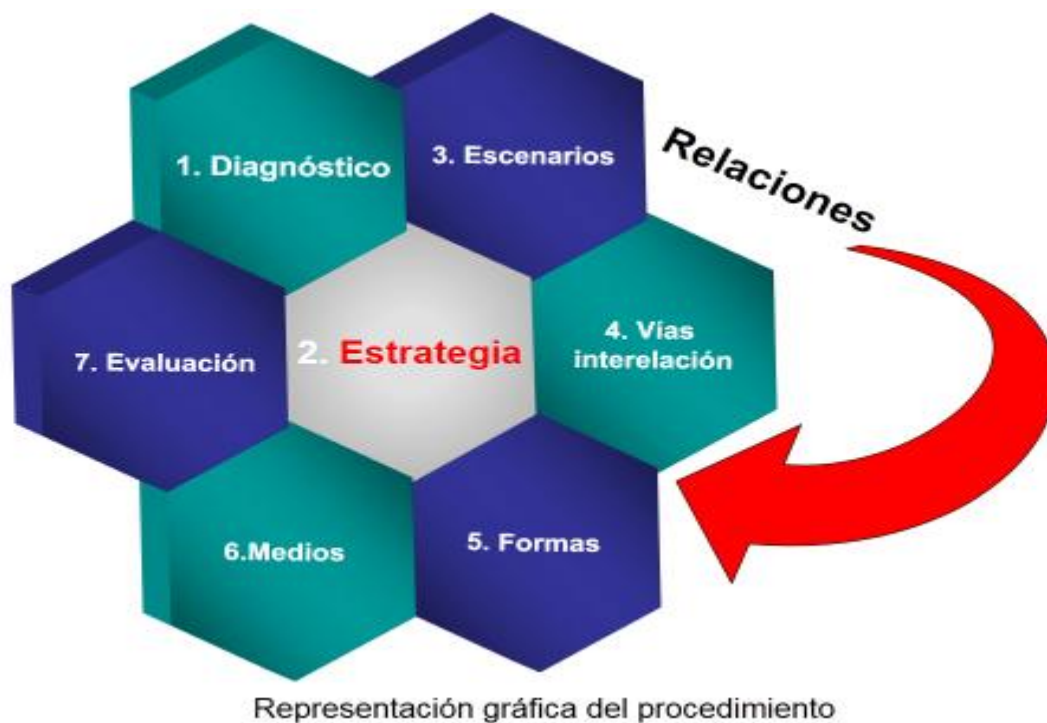 1. Diagnóstico
3. Escenarios
Relaciones
7. Evaluación
2. Estrategia
4. Vías
interelación
6.Medios
5. Formas
Representación gráfica del procedimiento